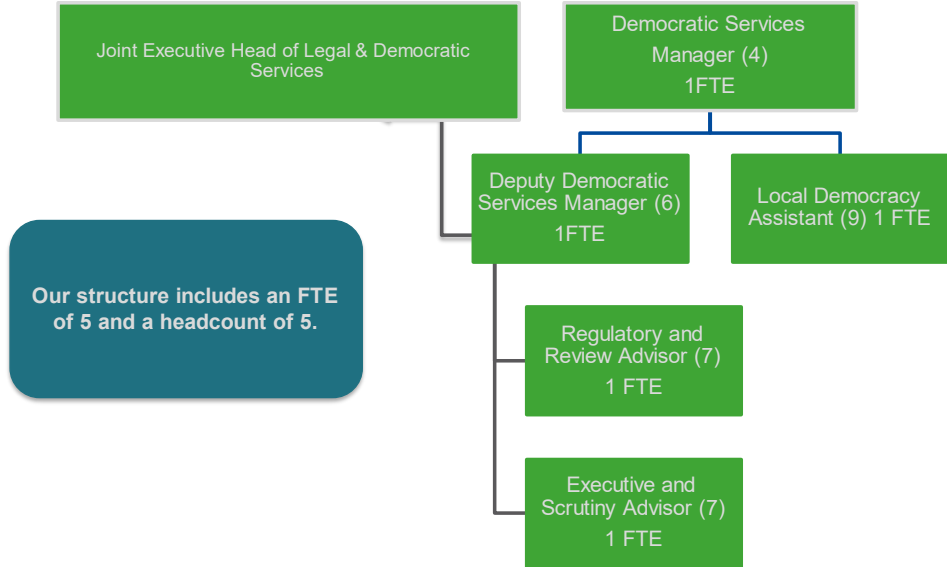 Joint Executive Head of Legal & Democratic
Services
Democratic Services
Manager (4)
1FTE
Deputy Democratic
Services Manager (6)
1FTE
Local Democracy
Assistant (9) 1 FTE
Our structure includes an FTE
of 5 and a headcount of 5.
Regulatory and
Review Advisor (7)
1 FTE
Executive and
Scrutiny Advisor (7)
1 FTE